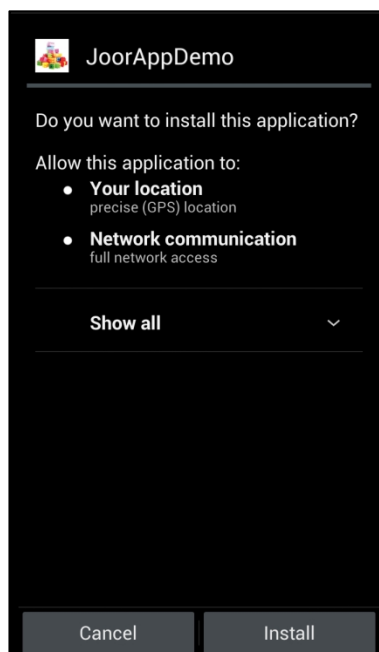 JoorAppDemo
Do you want to install this application?
Allow this application to:
● Your location
precise (GPS) location
● Network communication
full network access
Show all
Cancel Install